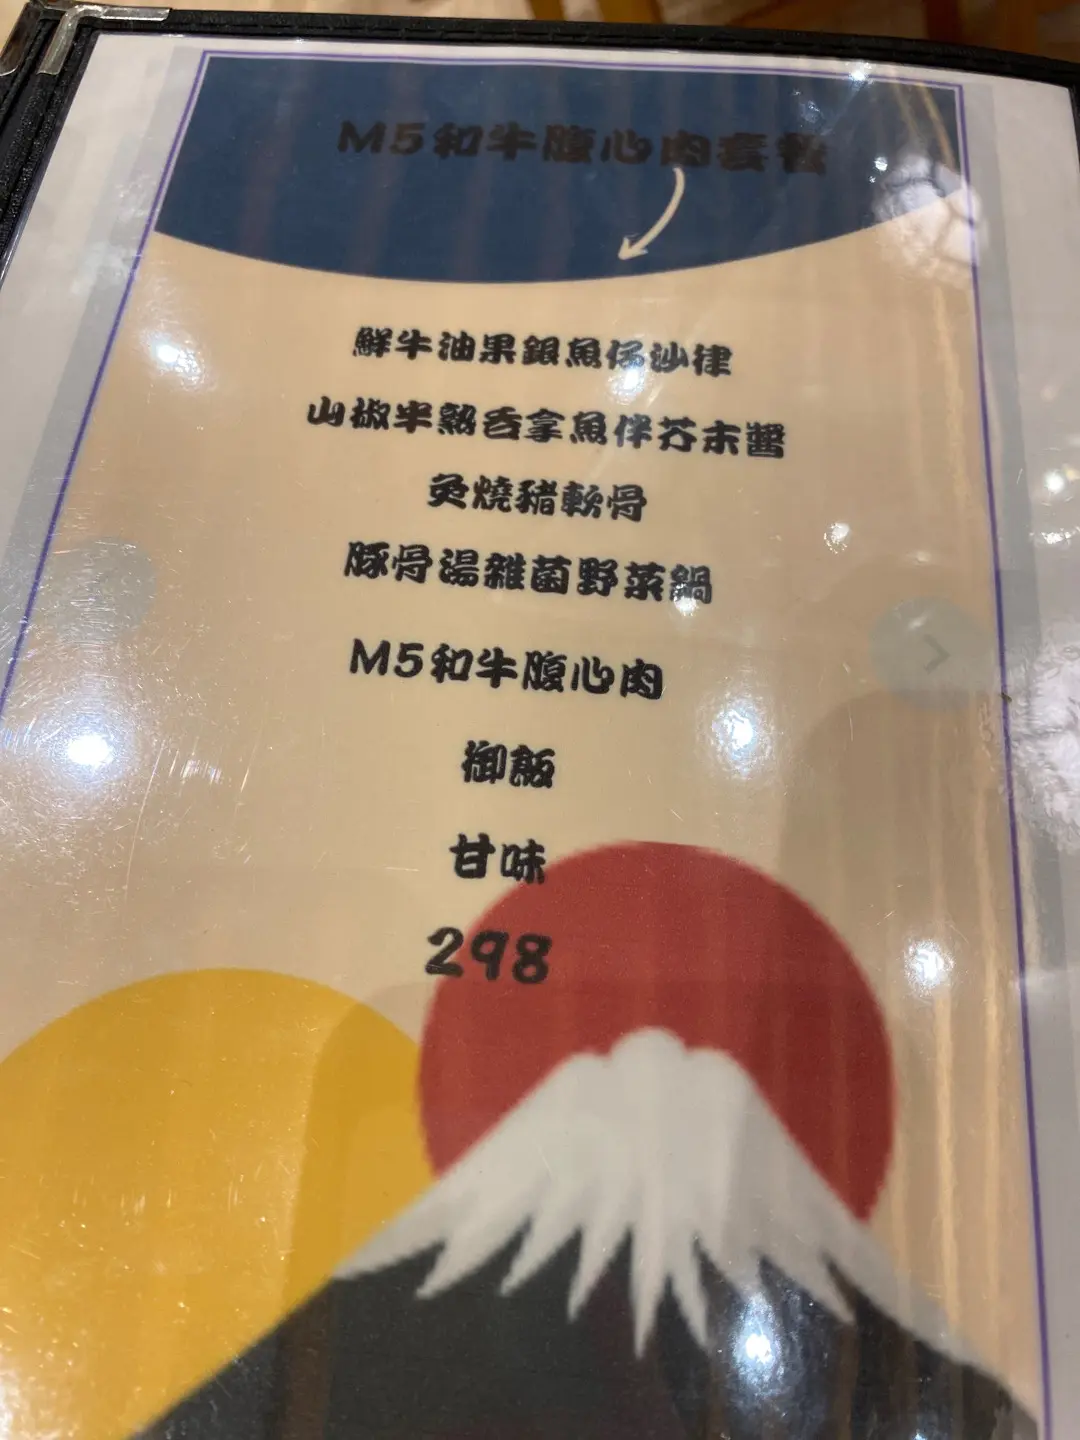 M5和牛腹心肉套餐
鮮牛油果銀魚仔沙律
山椒半熟吞拿魚伴芥末醬
炙燒豬軟骨
豚骨湯雜菌野菜鍋
M5和牛腹心肉
御飯
甘味
298